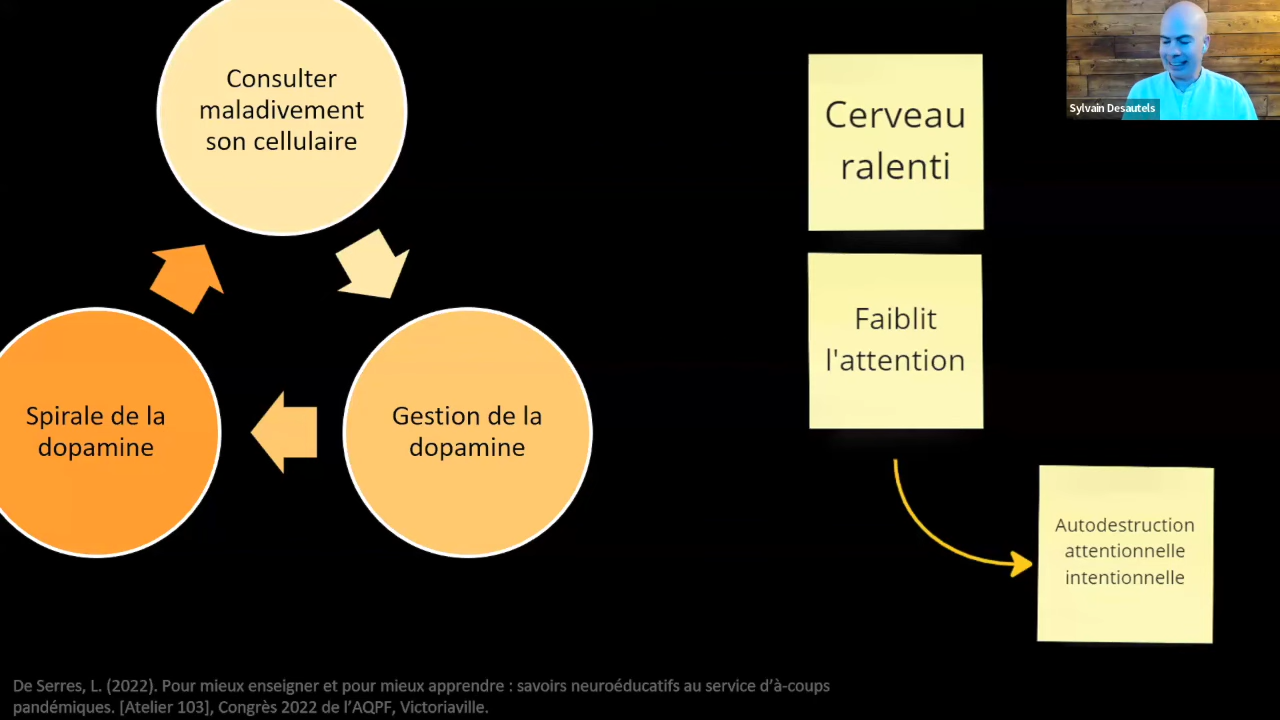 Consulter
maladivement
son cellulaire
Spirale de la
dopamine
Gestion de la
dopamine
Cerveau
ralenti
Faiblit
l'attention
Autodestruction
attentionnelle
intentionnelle
Sylvain Desautels
De Serres, L. (2022). Pour mieux enseigner et pour mieux apprendre : savoirs neuroéducatifs au service d’à-coups
pandémiques. [Atelier 103], Congrès 2022 de l’AQPF, Victoriaville.